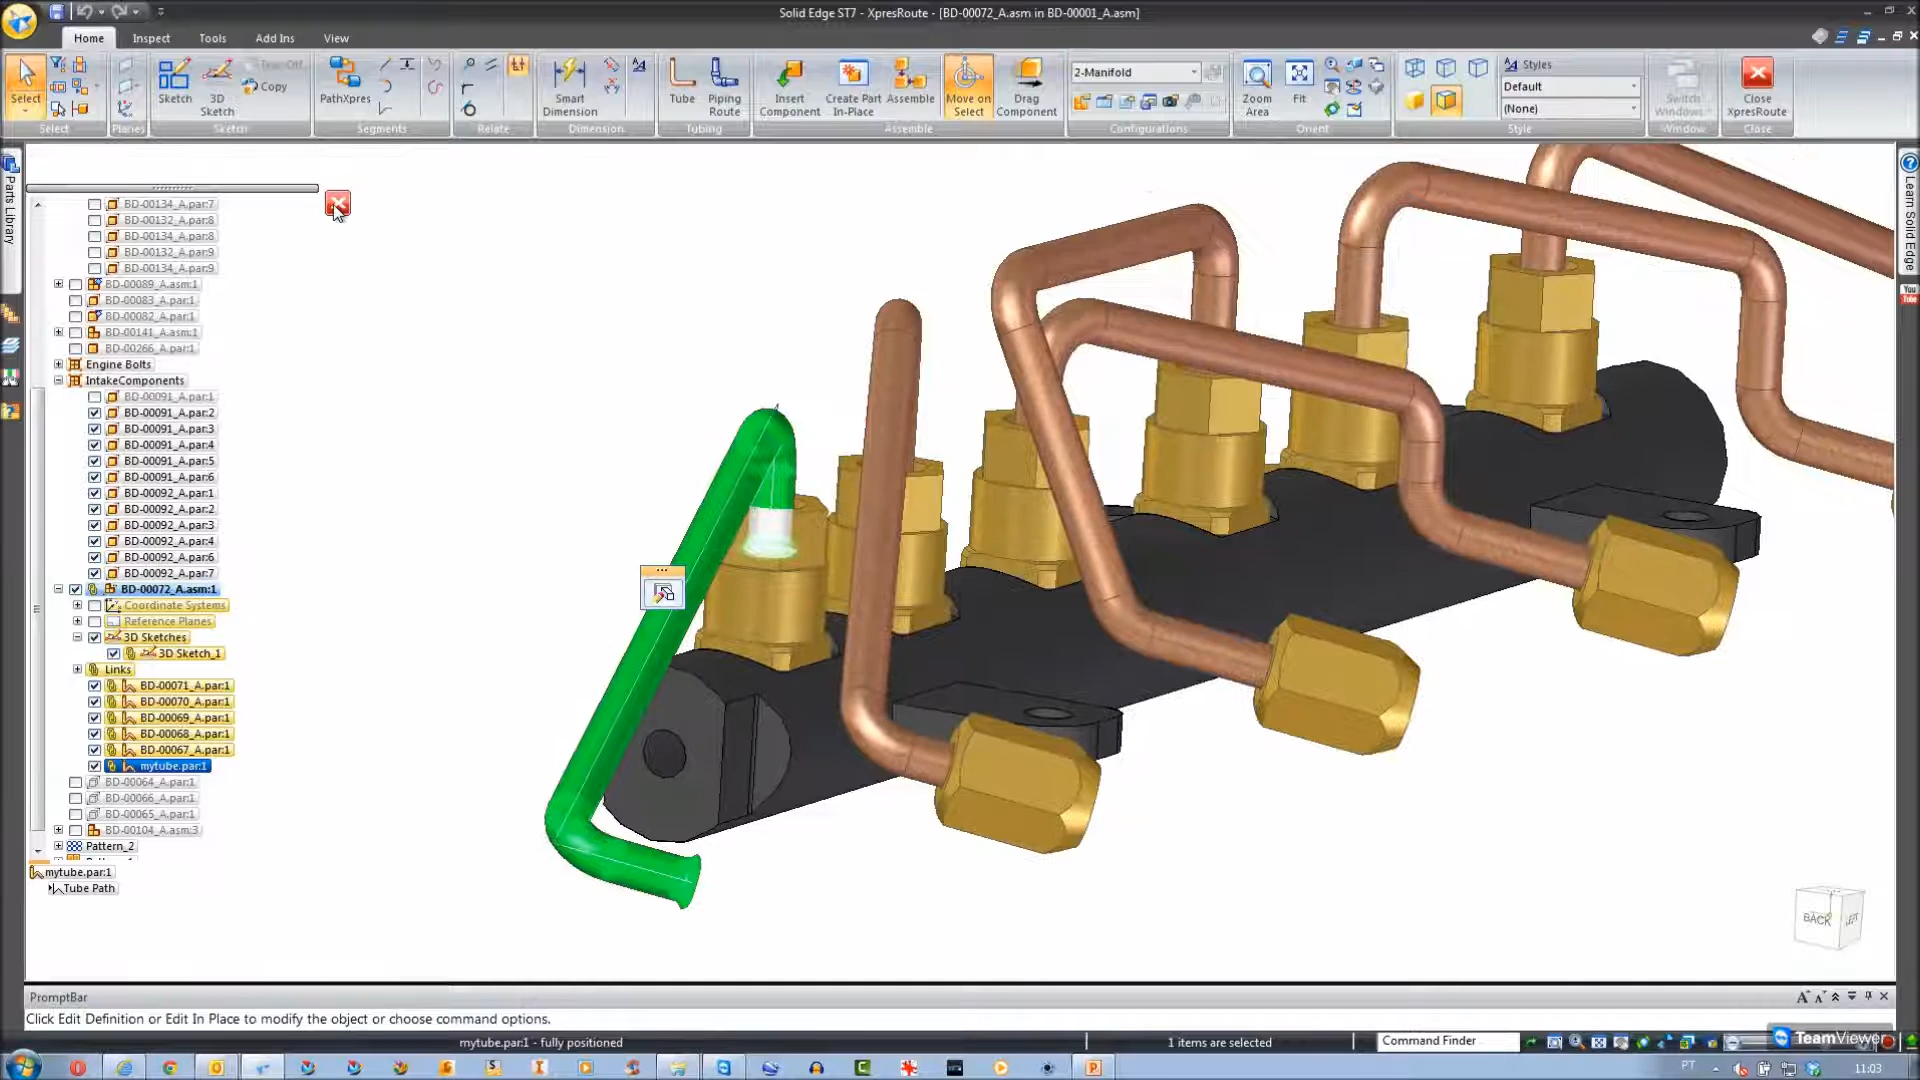 Solid Edge ST7 - XpresRoute - [BD-00072_A.asm in BD-00001_A.asm]
Home Inspect Tools Add Ins View
Select
Sketch
3D Sketch
Tear-Off
Copy
PathXpres
Smart Dimension
Tube
Piping Route
Insert Component
Create Part In-Place
Assemble
Move on Select
Drag Component
2-Manifold
Zoom Area
Fit
Styles
Default
(None)
Switch Windows
Close XpresRoute
Select Planes Sketch Segments Relate Dimension Tubing Assemble Configurations Orient Style Window Close
Parts Library
Learn Solid Edge
You Tube
BD-00134_A.par:7
BD-00132_A.par:8
BD-00134_A.par:8
BD-00132_A.par:9
BD-00134_A.par:9
BD-00089_A.asm:1
BD-00083_A.par:1
BD-00082_A.par:1
BD-00141_A.asm:1
BD-00266_A.par:1
Engine Bolts
IntakeComponents
BD-00091_A.par:1
BD-00091_A.par:2
BD-00091_A.par:3
BD-00091_A.par:4
BD-00091_A.par:5
BD-00091_A.par:6
BD-00092_A.par:1
BD-00092_A.par:2
BD-00092_A.par:3
BD-00092_A.par:4
BD-00092_A.par:6
BD-00092_A.par:7
BD-00072_A.asm:1
Coordinate Systems
Reference Planes
3D Sketches
3D Sketch_1
Links
BD-00071_A.par:1
BD-00070_A.par:1
BD-00069_A.par:1
BD-00068_A.par:1
BD-00067_A.par:1
mytube.par:1
BD-00064_A.par:1
BD-00066_A.par:1
BD-00065_A.par:1
BD-00104_A.asm:3
Pattern_2
mytube.par:1
Tube Path
BACK LEFT
PromptBar
Click Edit Definition or Edit In Place to modify the object or choose command options.
mytube.par:1 - fully positioned
1 items are selected
Command Finder
TeamViewer
PT
11:03